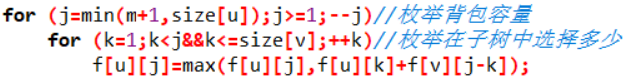 for (j=min(m+1,size[u]);j>=1;--j)//枚举背包容量
for (k=1;k<j&&k<=size[v];++k)//枚举在子树中选择多少
f[u][j]=max(f[u][j],f[u][k]+f[v][j-k]);